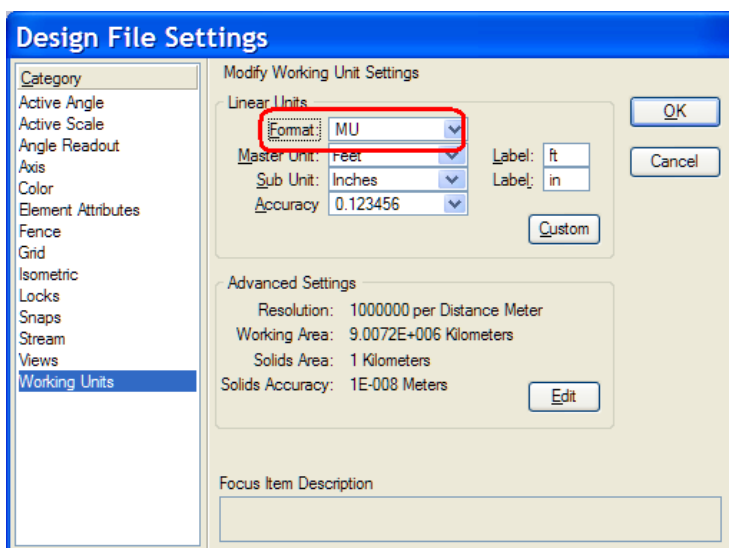 Design File Settings
Category
Active Angle
Active Scale
Angle Readout
Axis
Color
Element Attributes
Fence
Grid
Isometric
Locks
Snaps
Stream
Views
Working Units
Modify Working Unit Settings
Linear Units
Format: MU
Master Unit: Feet Label: ft
Sub Unit: Inches Label: in
Accuracy 0.123456
Custom
Advanced Settings
Resolution: 1000000 per Distance Meter
Working Area: 9.0072E+006 Kilometers
Solids Area: 1 Kilometers
Solids Accuracy: 1E-008 Meters
Edit
Focus Item Description
OK
Cancel